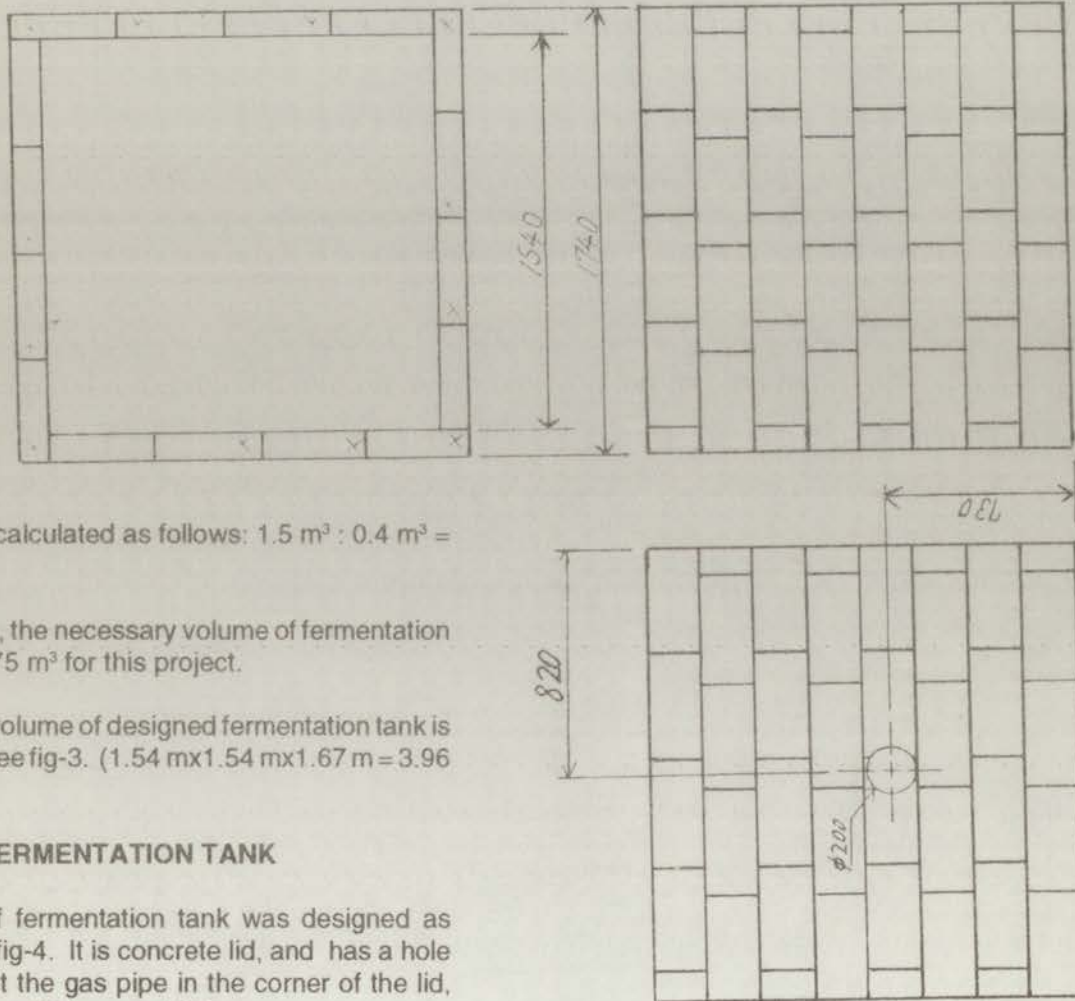 1540
1740
730
calculated as follows: 1.5 m³ : 0.4 m³ =
, the necessary volume of fermentation
75 m³ for this project.
volume of designed fermentation tank is
ee fig-3. (1.54 mx1.54 mx1.67 m = 3.96
ERMENTATION TANK
f fermentation tank was designed as
fig-4. It is concrete lid, and has a hole
t the gas pipe in the corner of the lid,
820
φ200